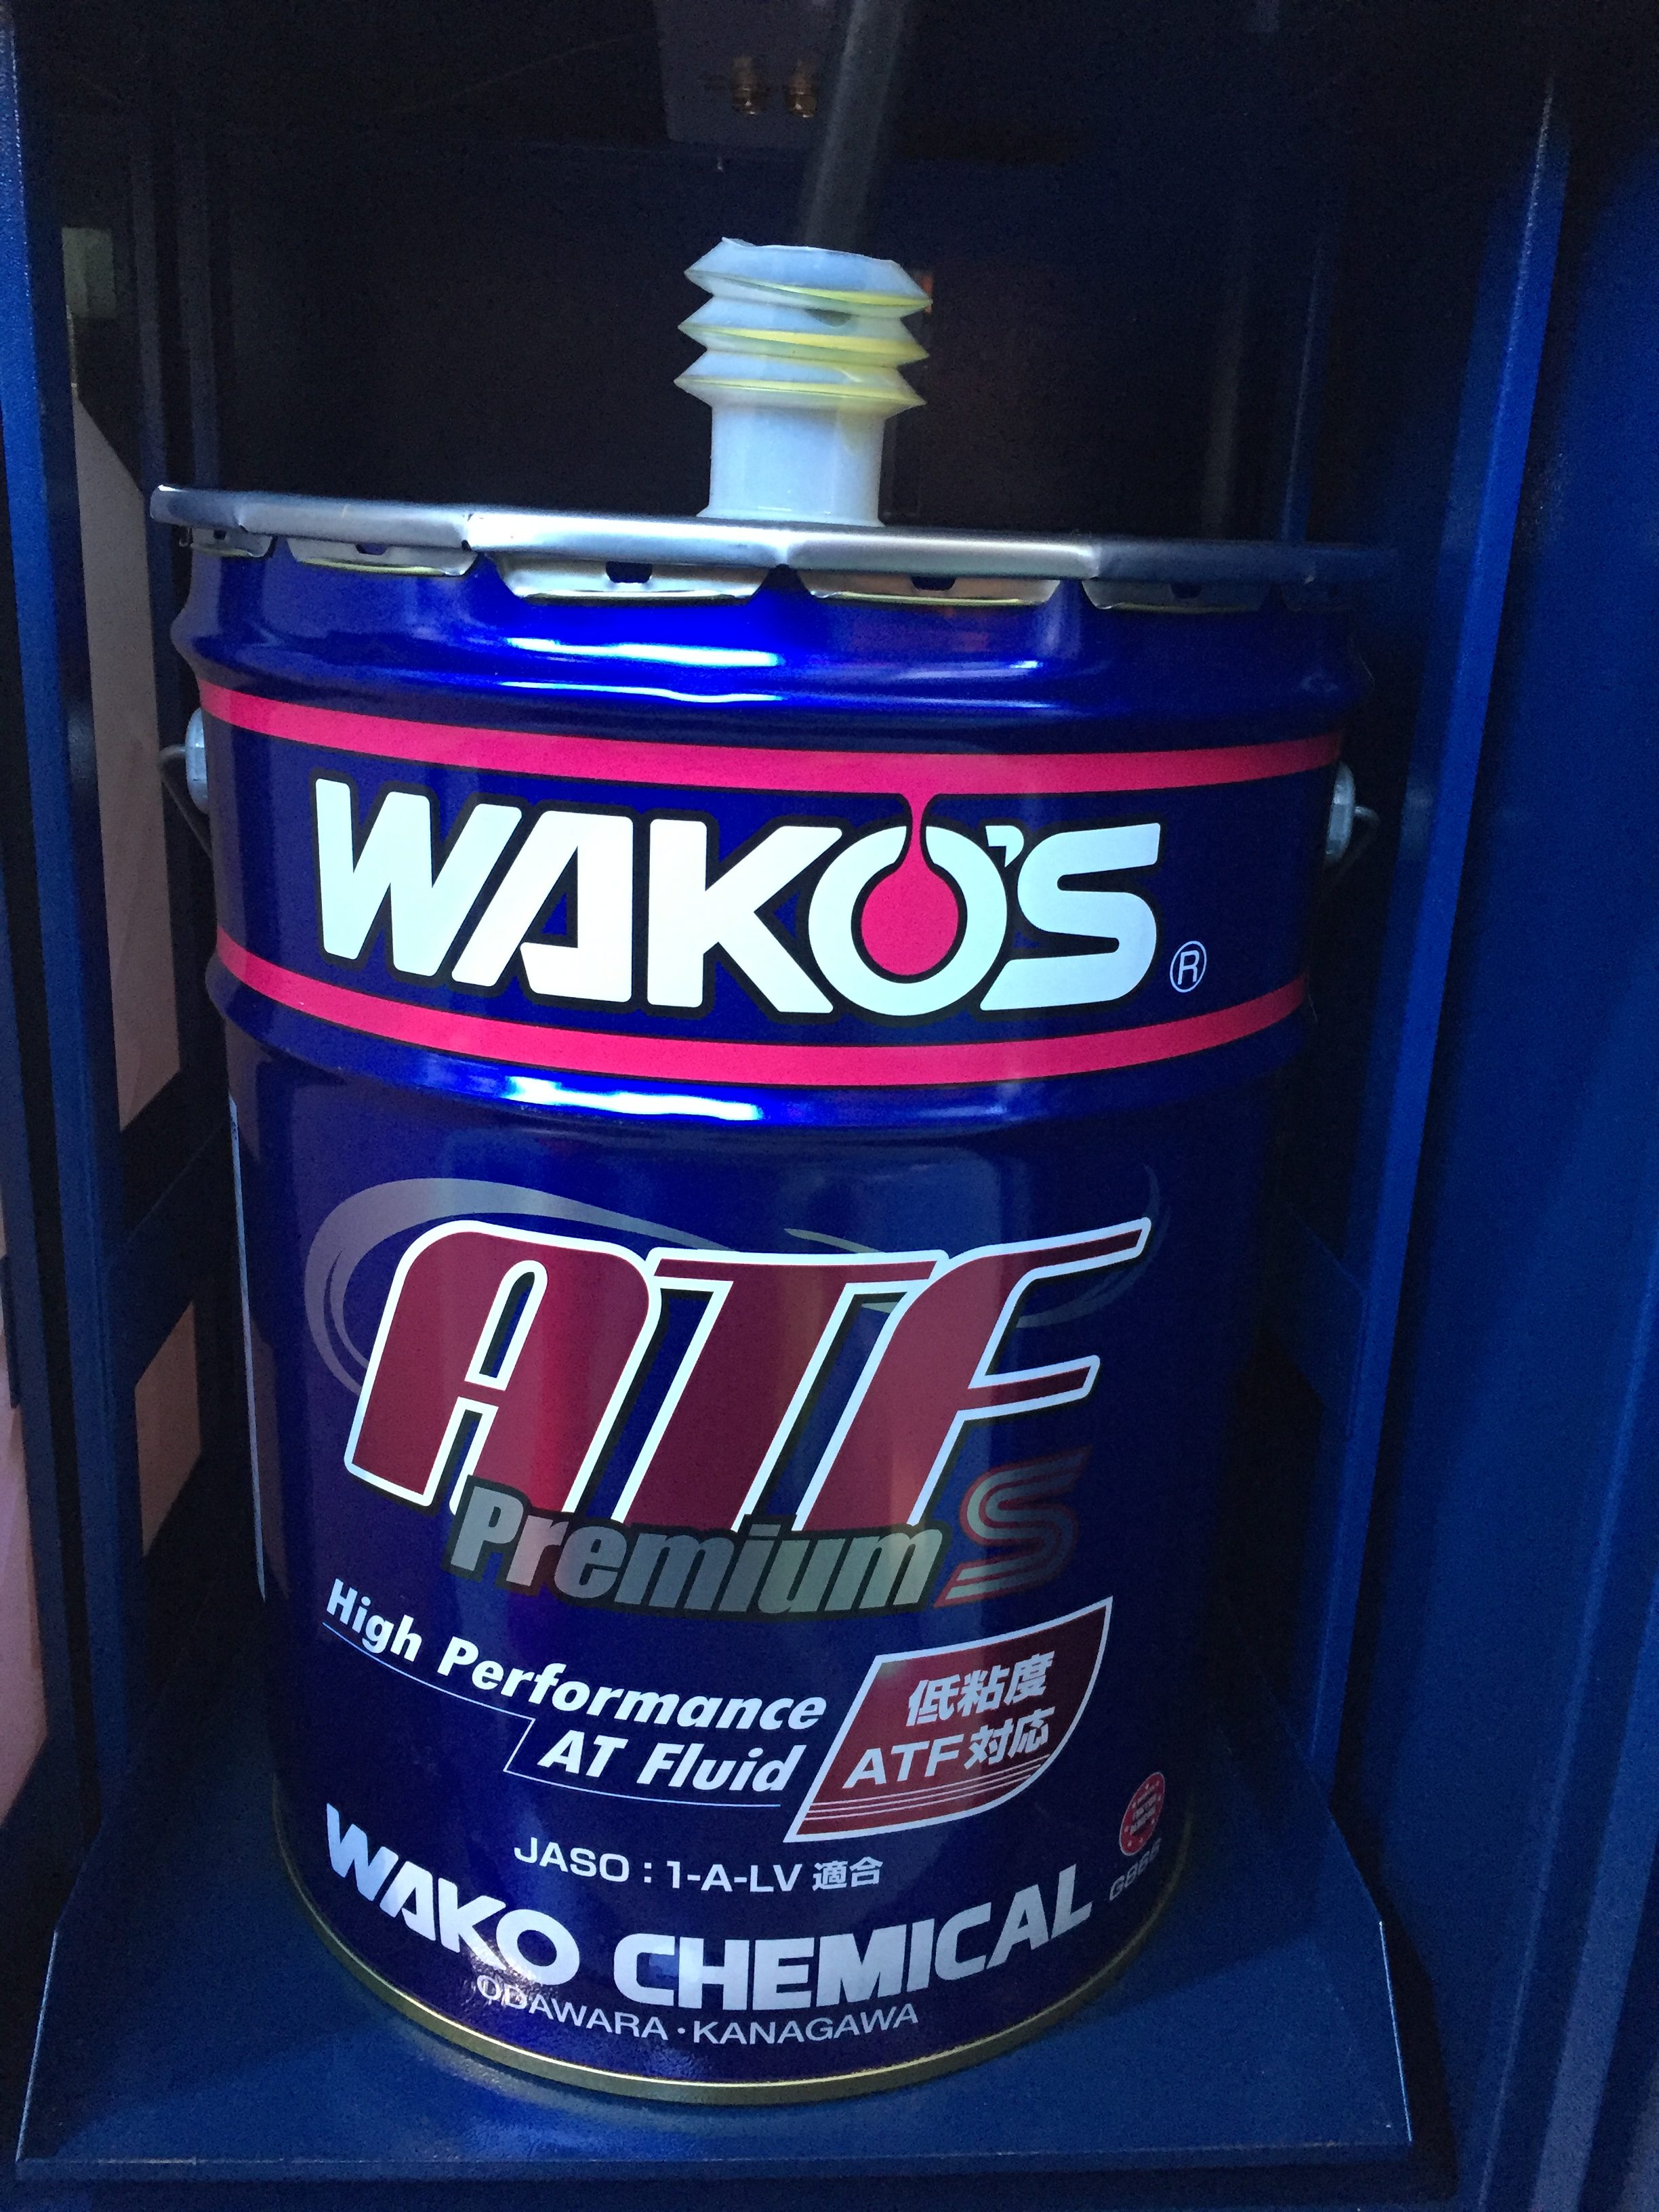 WAKO'S ®
ATF
Premium S
High Performance
AT Fluid
低粘度
ATF対応
JASO : 1-A-LV 適合
WAKO CHEMICAL
ODAWARA・KANAGAWA